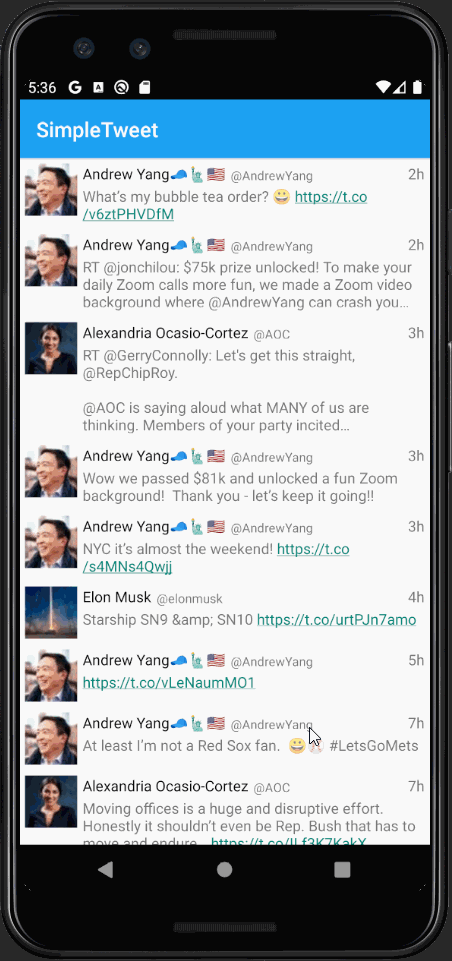 5:36
SimpleTweet
Andrew Yang🧢🗽🇺🇸 @AndrewYang 2h
What's my bubble tea order? 😀 https://t.co
/v6ztPHVDfM
Andrew Yang🧢🗽🇺🇸 @AndrewYang 2h
RT @jonchilou: $75k prize unlocked! To make your
daily Zoom calls more fun, we made a Zoom video
background where @AndrewYang can crash you…
Alexandria Ocasio-Cortez @AOC 3h
RT @GerryConnolly: Let's get this straight,
@RepChipRoy.
@AOC is saying aloud what MANY of us are
thinking. Members of your party incited…
Andrew Yang🧢🗽🇺🇸 @AndrewYang 3h
Wow we passed $81k and unlocked a fun Zoom
background!  Thank you - let's keep it going!!
Andrew Yang🧢🗽🇺🇸 @AndrewYang 3h
NYC it's almost the weekend! https://t.co
/s4MNs4Qwjj
Elon Musk @elonmusk 4h
Starship SN9 &amp; SN10 https://t.co/urtPJn7amo
Andrew Yang🧢🗽🇺🇸 @AndrewYang 5h
https://t.co/vLeNaumMO1
Andrew Yang🧢🗽🇺🇸 @AndrewYang 7h
At least I'm not a Red Sox fan.  😀⚾ #LetsGoMets
Alexandria Ocasio-Cortez @AOC 7h
Moving offices is a huge and disruptive effort.
Honestly it shouldn't even be Rep. Bush that has to
move and endure…